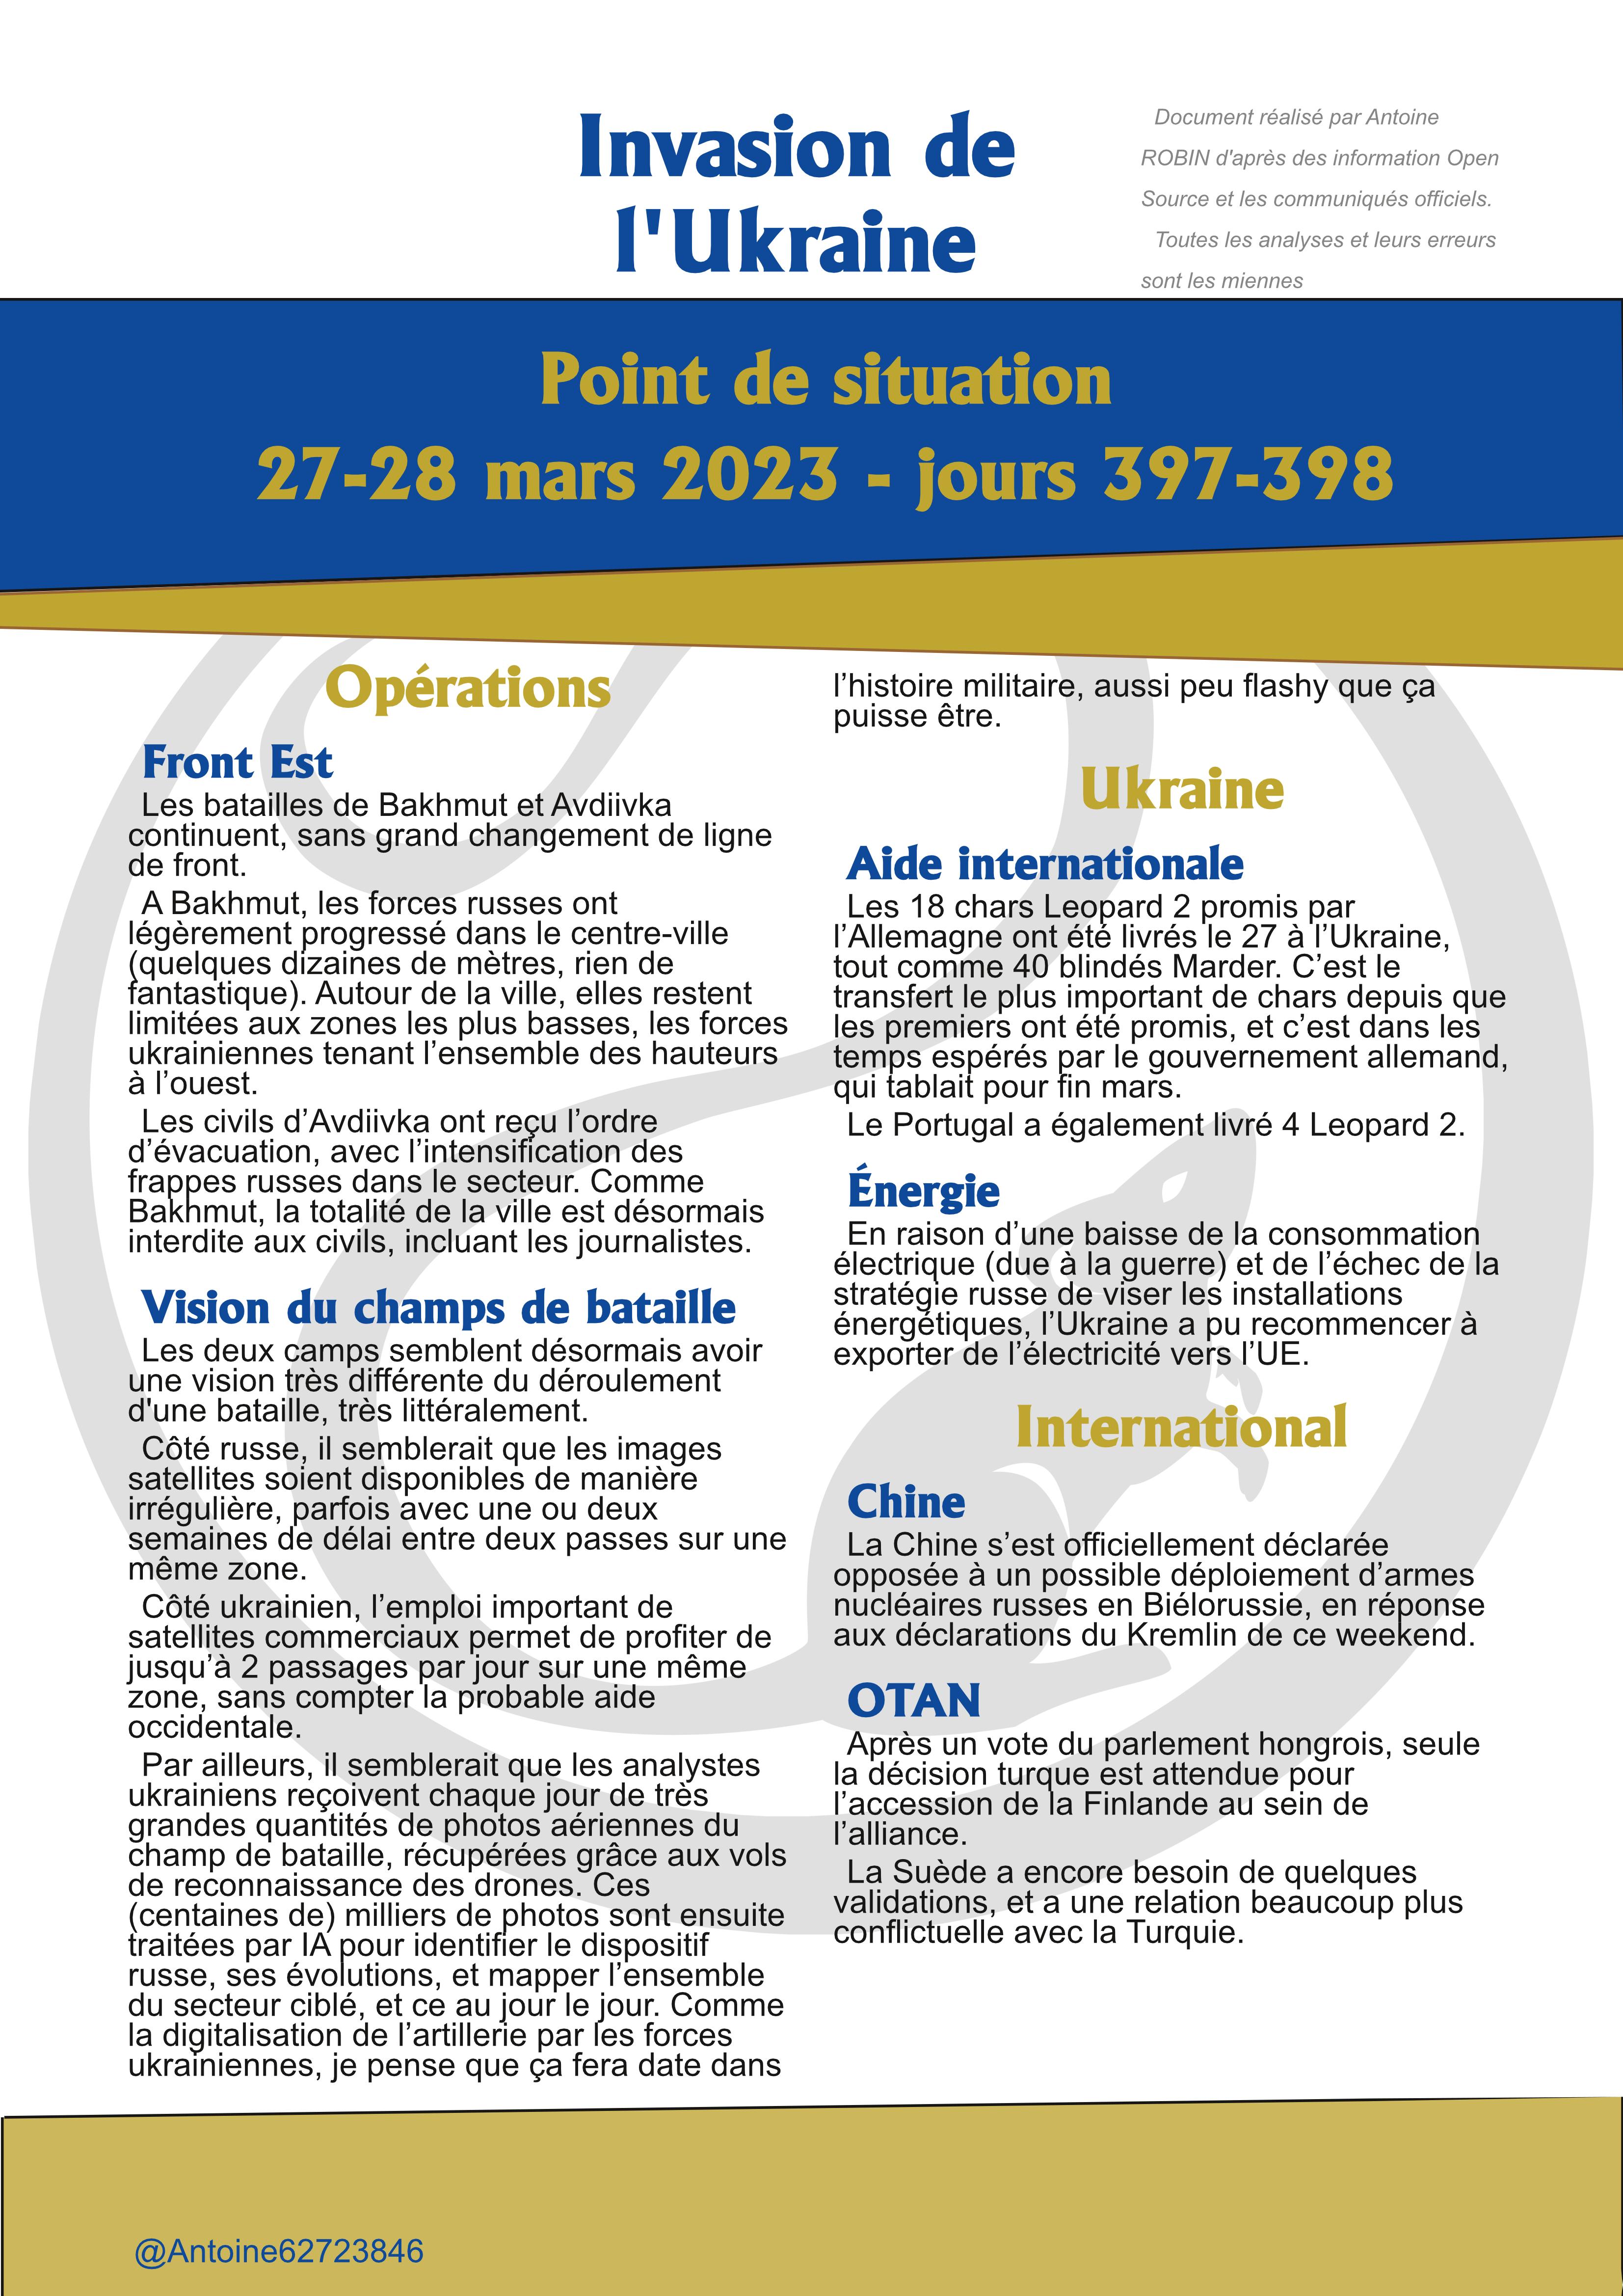 Invasion de
l'Ukraine
Document réalisé par Antoine
ROBIN d'après des information Open
Source et les communiqués officiels.
Toutes les analyses et leurs erreurs
sont les miennes
Point de situation
27-28 mars 2023 - jours 397-398
Opérations
Front Est
Les batailles de Bakhmut et Avdiivka
continuent, sans grand changement de ligne
de front.
A Bakhmut, les forces russes ont
légèrement progressé dans le centre-ville
(quelques dizaines de mètres, rien de
fantastique). Autour de la ville, elles restent
limitées aux zones les plus basses, les forces
ukrainiennes tenant l’ensemble des hauteurs
à l’ouest.
Les civils d’Avdiivka ont reçu l’ordre
d’évacuation, avec l’intensification des
frappes russes dans le secteur. Comme
Bakhmut, la totalité de la ville est désormais
interdite aux civils, incluant les journalistes.
Vision du champs de bataille
Les deux camps semblent désormais avoir
une vision très différente du déroulement
d'une bataille, très littéralement.
Côté russe, il semblerait que les images
satellites soient disponibles de manière
irrégulière, parfois avec une ou deux
semaines de délai entre deux passes sur une
même zone.
Côté ukrainien, l’emploi important de
satellites commerciaux permet de profiter de
jusqu’à 2 passages par jour sur une même
zone, sans compter la probable aide
occidentale.
Par ailleurs, il semblerait que les analystes
ukrainiens reçoivent chaque jour de très
grandes quantités de photos aériennes du
champ de bataille, récupérées grâce aux vols
de reconnaissance des drones. Ces
(centaines de) milliers de photos sont ensuite
traitées par IA pour identifier le dispositif
russe, ses évolutions, et mapper l’ensemble
du secteur ciblé, et ce au jour le jour. Comme
la digitalisation de l’artillerie par les forces
ukrainiennes, je pense que ça fera date dans
l’histoire militaire, aussi peu flashy que ça
puisse être.
Ukraine
Aide internationale
Les 18 chars Leopard 2 promis par
l’Allemagne ont été livrés le 27 à l’Ukraine,
tout comme 40 blindés Marder. C’est le
transfert le plus important de chars depuis que
les premiers ont été promis, et c’est dans les
temps espérés par le gouvernement allemand,
qui tablait pour fin mars.
Le Portugal a également livré 4 Leopard 2.
Énergie
En raison d’une baisse de la consommation
électrique (due à la guerre) et de l’échec de la
stratégie russe de viser les installations
énergétiques, l’Ukraine a pu recommencer à
exporter de l’électricité vers l’UE.
International
Chine
La Chine s’est officiellement déclarée
opposée à un possible déploiement d’armes
nucléaires russes en Biélorussie, en réponse
aux déclarations du Kremlin de ce weekend.
OTAN
Après un vote du parlement hongrois, seule
la décision turque est attendue pour
l’accession de la Finlande au sein de
l’alliance.
La Suède a encore besoin de quelques
validations, et a une relation beaucoup plus
conflictuelle avec la Turquie.
@Antoine62723846